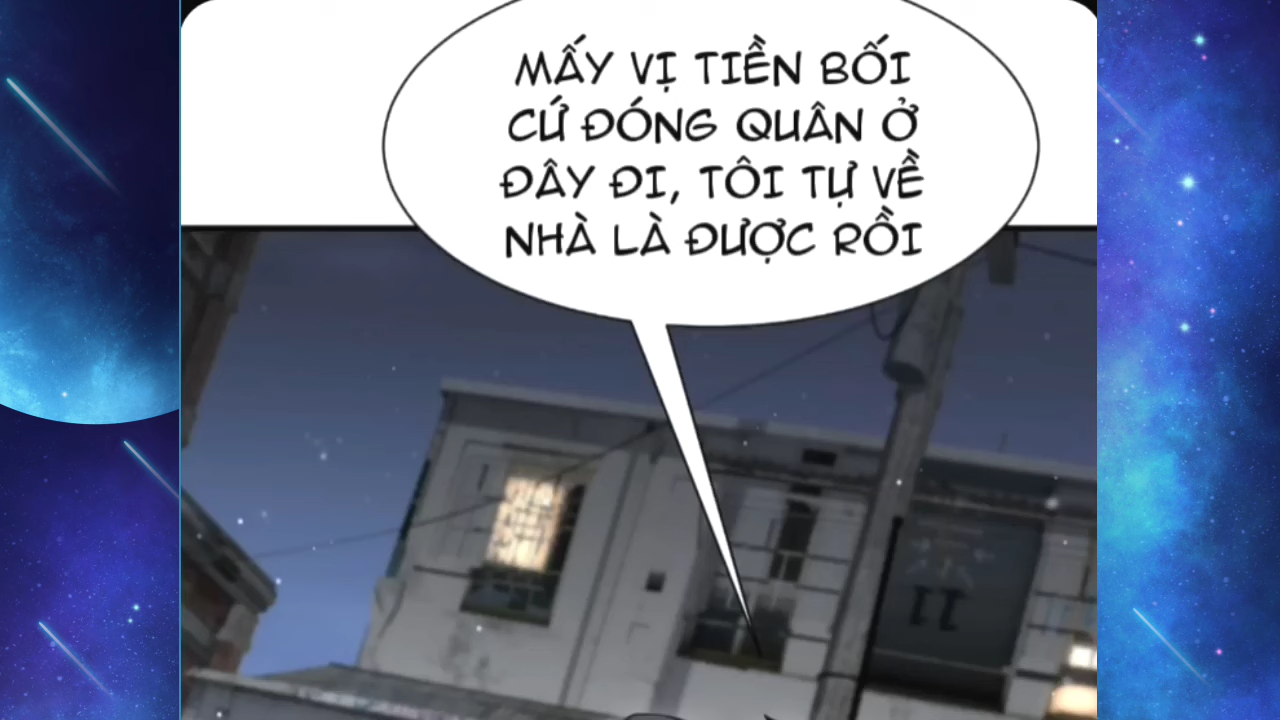 MẤY VỊ TIỀN BỐI
CỨ ĐÓNG QUÂN Ở
ĐÂY ĐI, TÔI TỰ VỀ
NHÀ LÀ ĐƯỢC RỒI